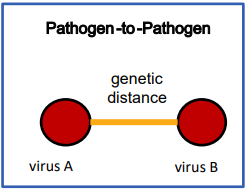 Pathogen-to-Pathogen
genetic
distance
virus A
virus B